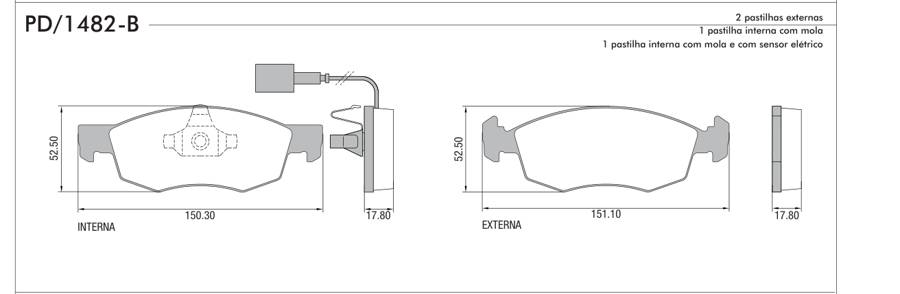 PD/1482-B
2 pastilhas externas
1 pastilha interna com mola
1 pastilha interna com mola e com sensor elétrico
52.50
150.30
17.80
INTERNA
52.50
151.10
17.80
EXTERNA